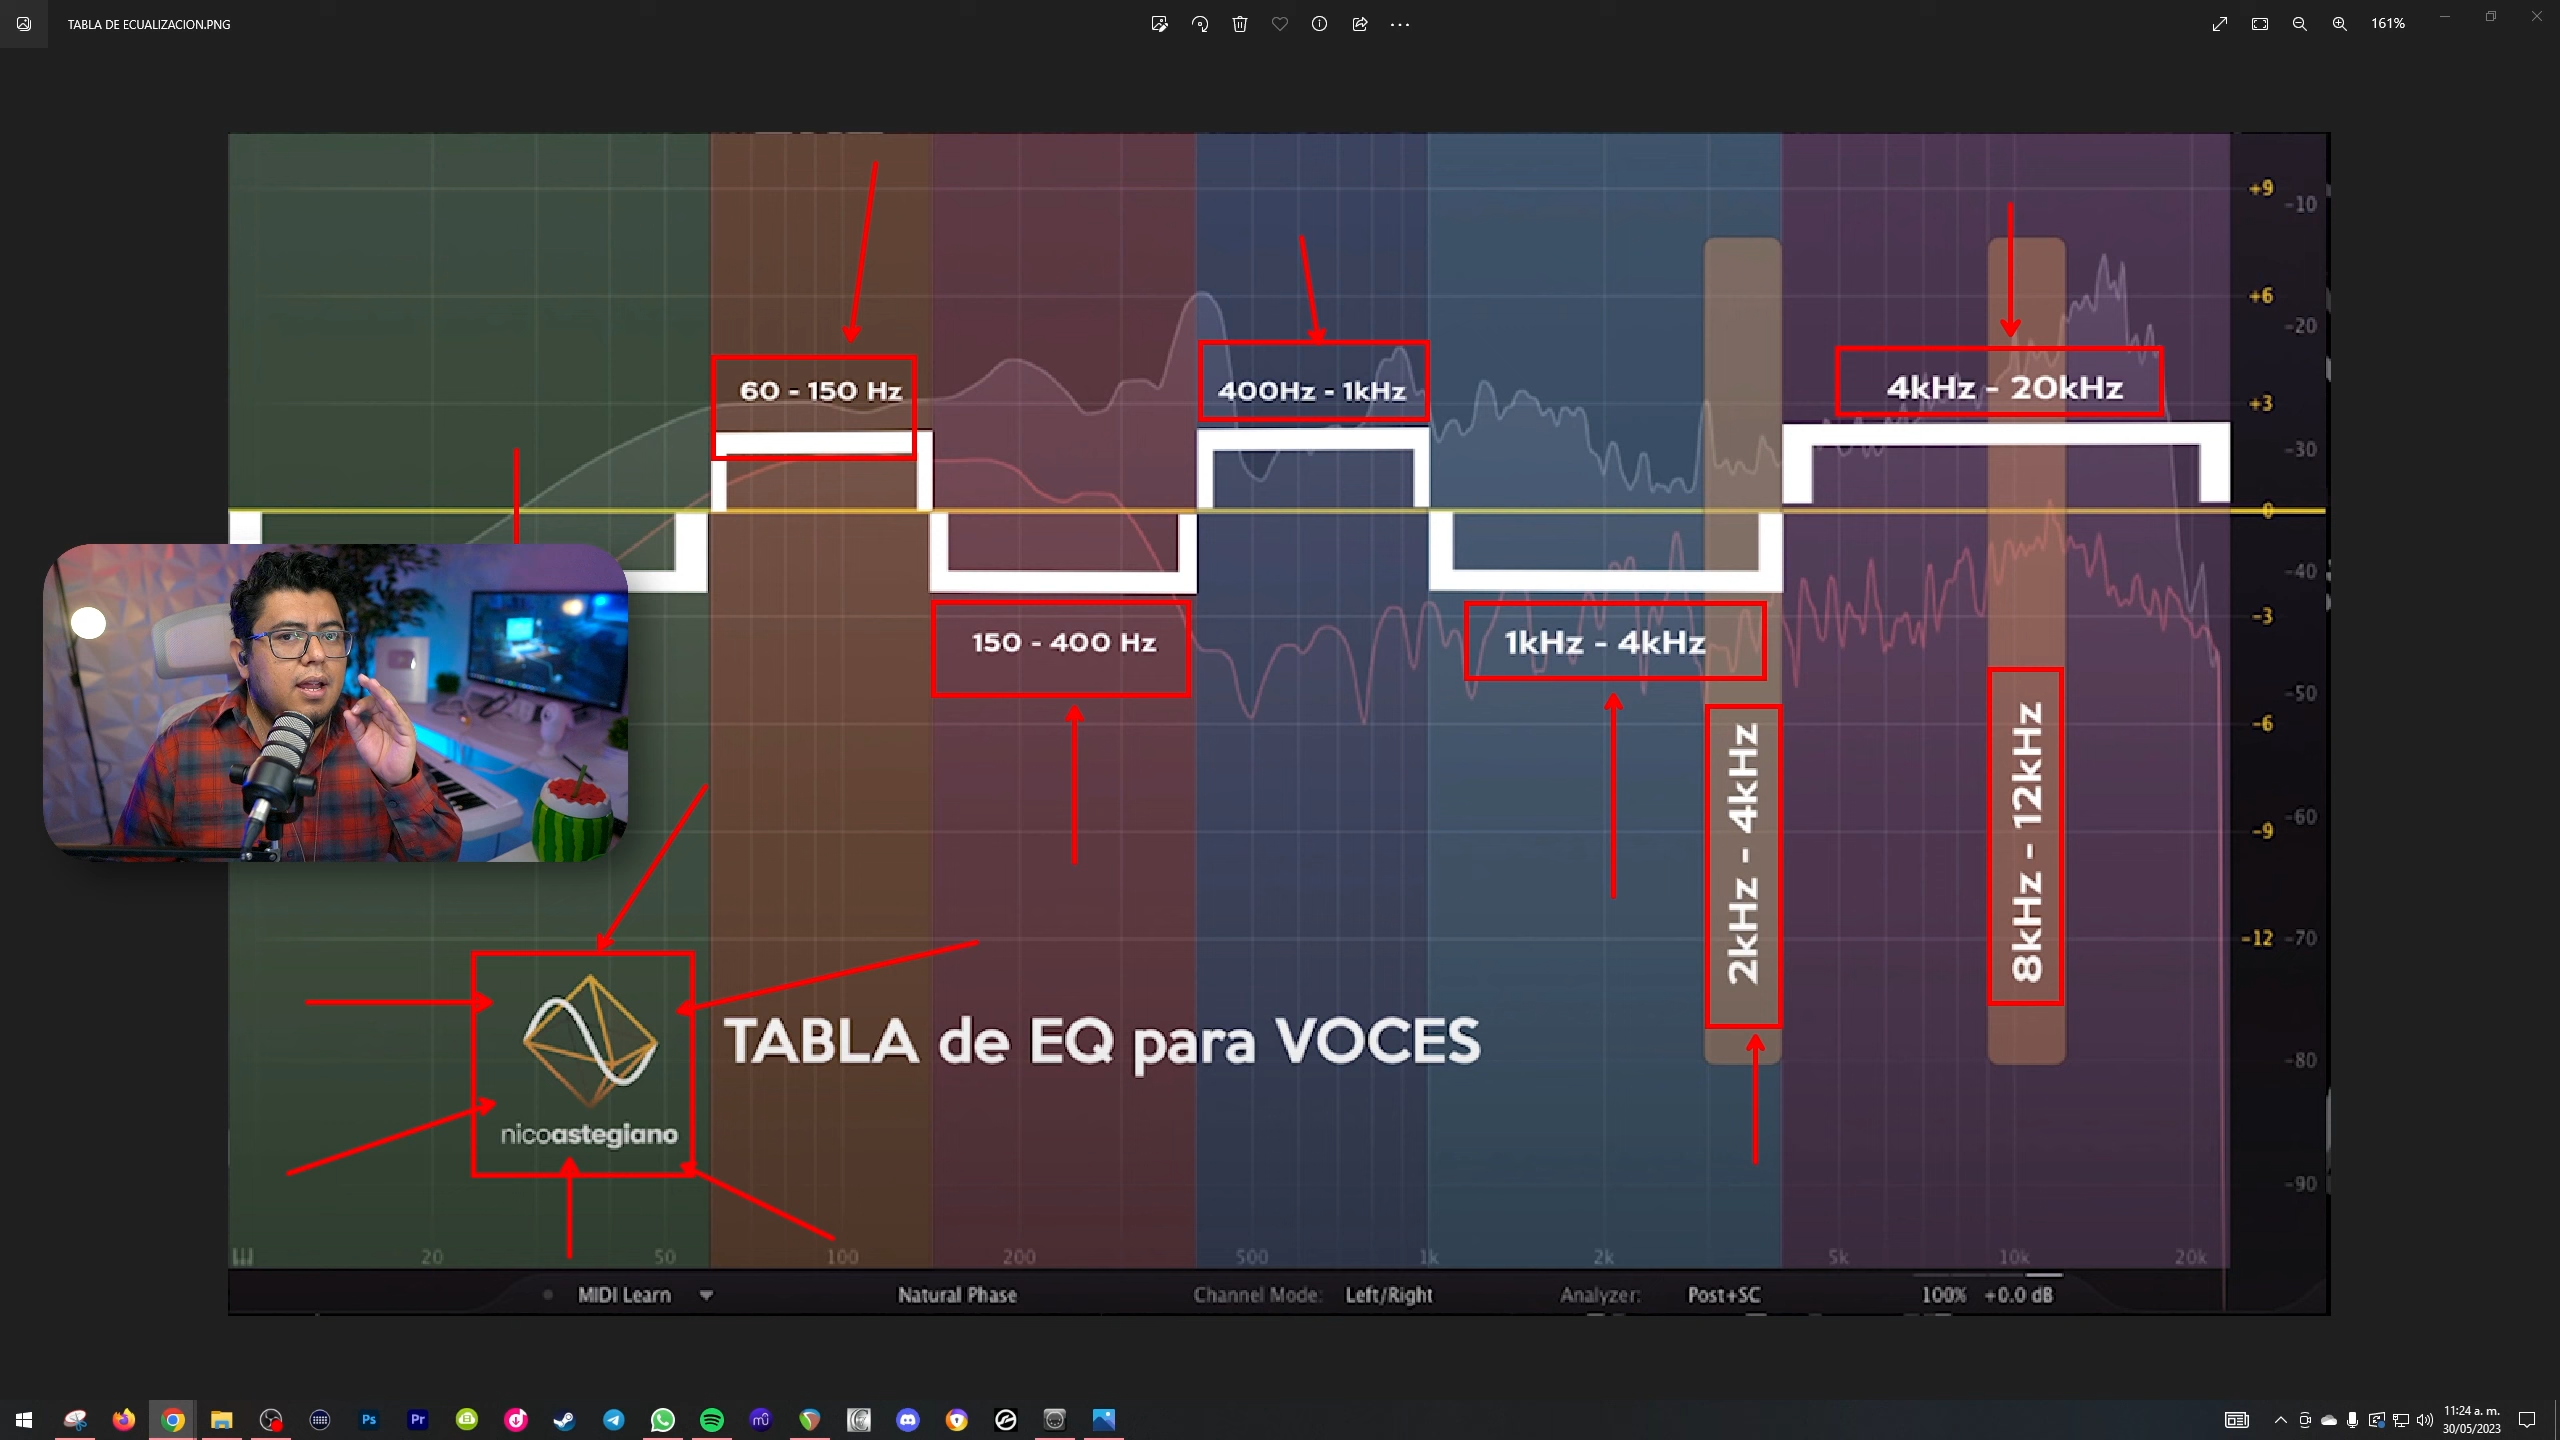 TABLA DE ECUALIZACION.PNG
161%
+9
-10
+6
-20
60 - 150 Hz
400Hz - 1kHz
4kHz - 20kHz
+3
-30
0
-40
150 - 400 Hz
1kHz - 4kHz
-3
-50
2kHz - 4kHz
8kHz - 12kHz
-6
-60
-9
-12
-70
TABLA de EQ para VOCES
-80
nicoastegiano
-90
20
50
100
200
500
1k
2k
5k
10k
20k
MIDI Learn
Natural Phase
Channel Mode:
Left/Right
Analyzer:
Post+SC
100%
+0.0 dB
Ps
Pr
11:24 a. m.
30/05/2023